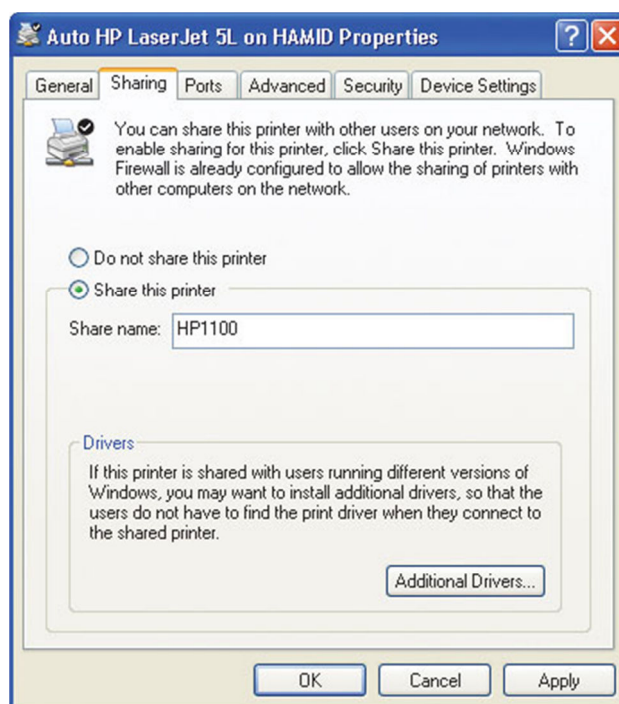 Auto HP LaserJet 5L on HAMID Properties
General Sharing Ports Advanced Security Device Settings
You can share this printer with other users on your network. To
enable sharing for this printer, click Share this printer. Windows
Firewall is already configured to allow the sharing of printers with
other computers on the network.
Do not share this printer
Share this printer
Share name: HP1100
Drivers
If this printer is shared with users running different versions of
Windows, you may want to install additional drivers, so that the
users do not have to find the print driver when they connect to
the shared printer.
Additional Drivers...
OK Cancel Apply